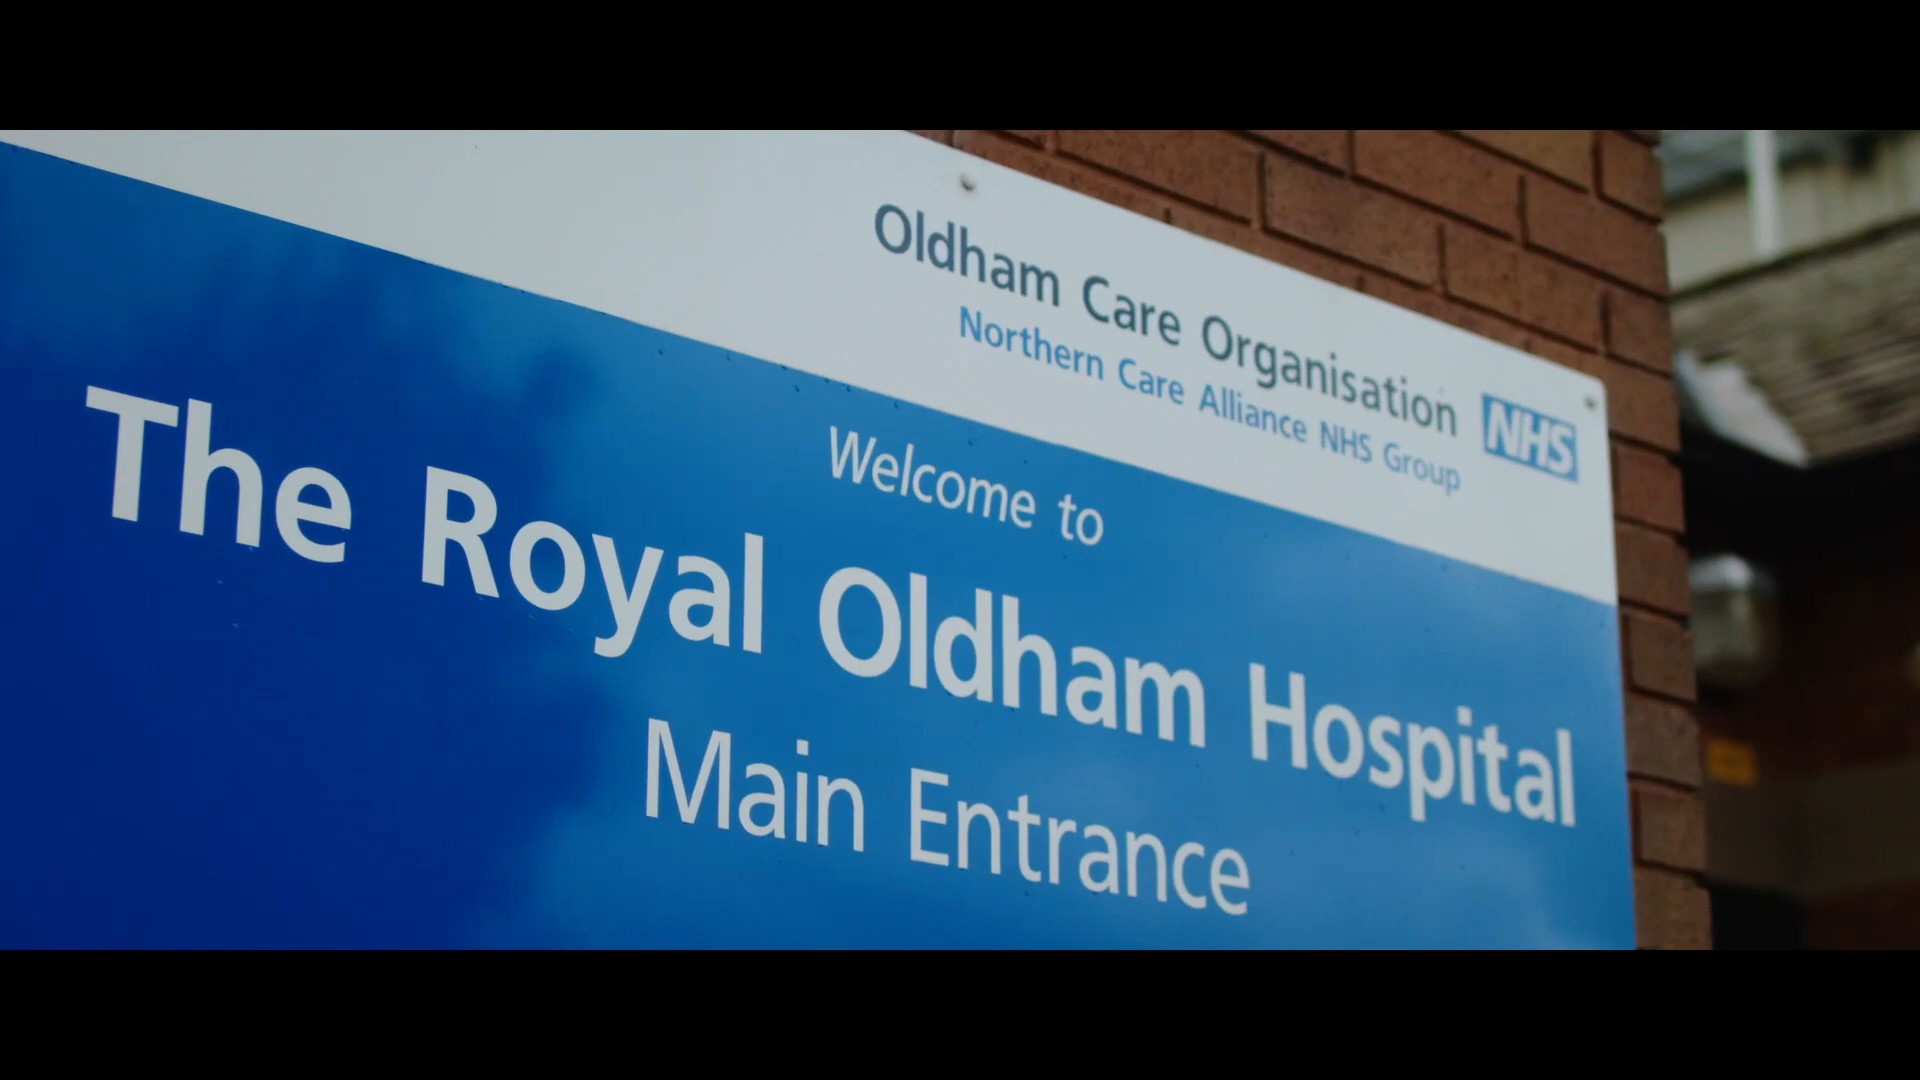 Oldham Care Organisation
Northern Care Alliance NHS Group
NHS
Welcome to
The Royal Oldham Hospital
Main Entrance